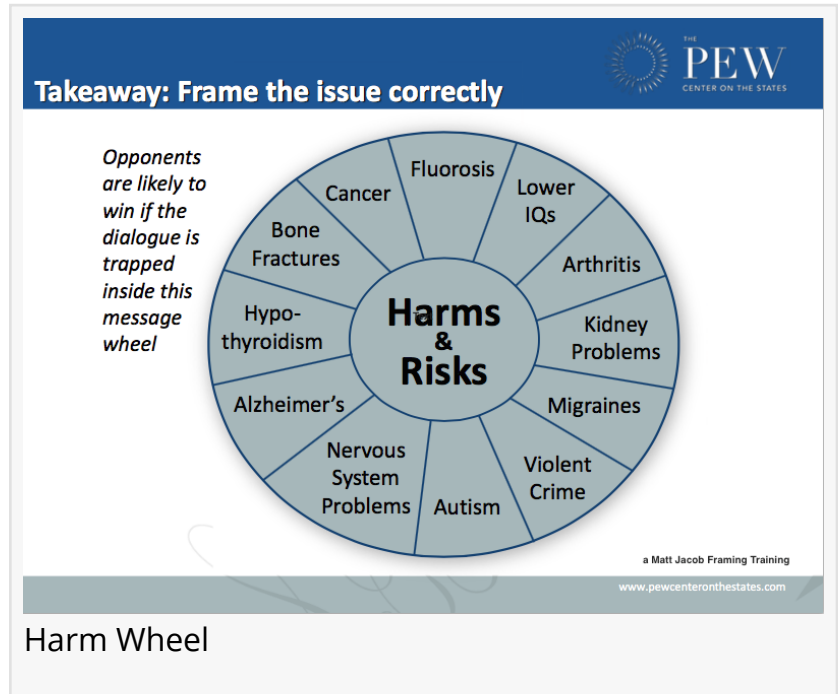 THE
PEW
CENTER ON THE STATES
Takeaway: Frame the issue correctly
Opponents
are likely to
win if the
dialogue is
trapped
inside this
message
wheel
Fluorosis
Lower
IQs
Arthritis
Kidney
Problems
Migraines
Violent
Crime
Autism
Nervous
System
Problems
Alzheimer's
Hypo-
thyroidism
Bone
Fractures
Cancer
Harms
&
Risks
a Matt Jacob Framing Training
www.pewcenteronthestates.com
Harm Wheel